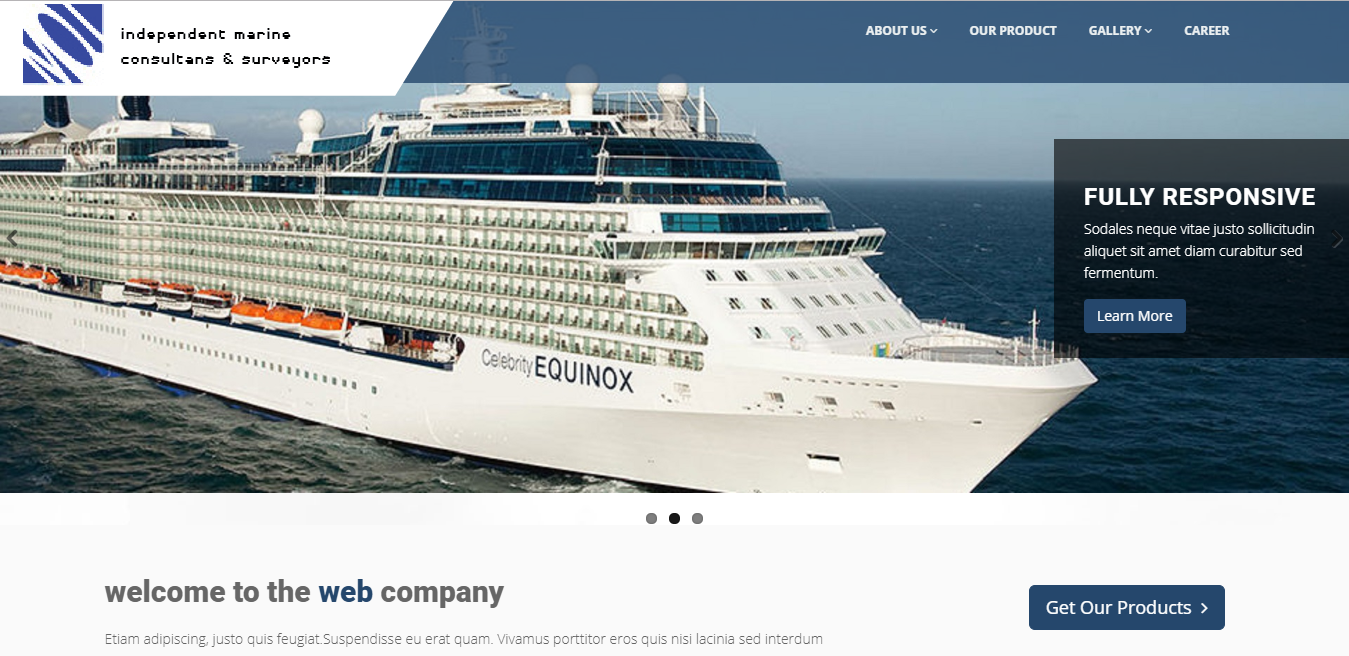 independent marine
consultans & surveyors
ABOUT US
OUR PRODUCT
GALLERY
CAREER
FULLY RESPONSIVE
Sodales neque vitae justo sollicitudin
aliquet sit amet diam curabitur sed
fermentum.
Learn More
Celebrity EQUINOX
welcome to the web company
Get Our Products
Etiam adipiscing, justo quis feugiat.Suspendisse eu erat quam. Vivamus porttitor eros quis nisi lacinia sed interdum